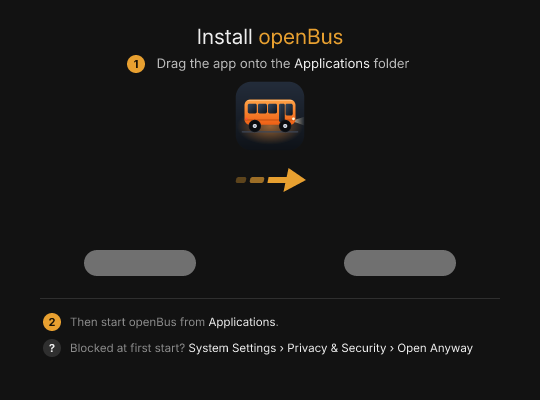 Install openBus
1 Drag the app onto the Applications folder
2 Then start openBus from Applications.
? Blocked at first start? System Settings › Privacy & Security › Open Anyway